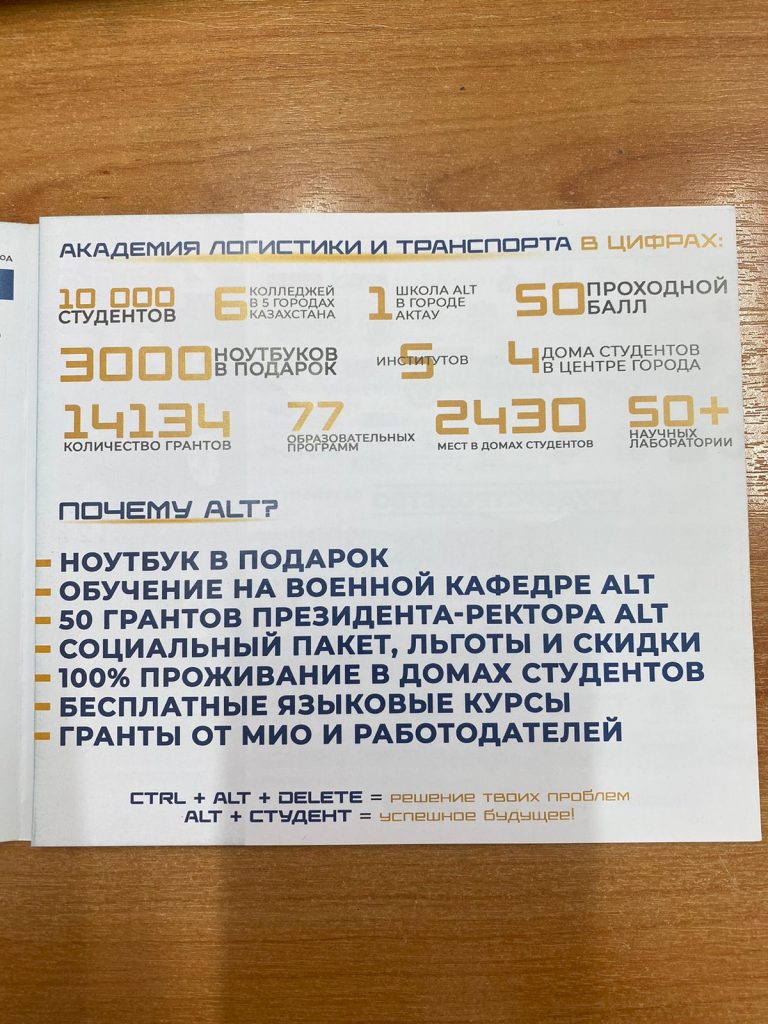 ОД
АКАДЕМИЯ ЛОГИСТИКИ И ТРАНСПОРТА В ЦИФРАХ:
10 000
СТУДЕНТОВ
6 КОЛЛЕДЖЕЙ
В 5 ГОРОДАХ
КАЗАХСТАНА
1 ШКОЛА ALT
В ГОРОДЕ
АКТАУ
50 ПРОХОДНОЙ
БАЛЛ
3000 НОУТБУКОВ
В ПОДАРОК
5
ИНСТИТУТОВ
4 ДОМА СТУДЕНТОВ
В ЦЕНТРЕ ГОРОДА
14134
КОЛИЧЕСТВО ГРАНТОВ
77
ОБРАЗОВАТЕЛЬНЫХ
ПРОГРАММ
2430
МЕСТ В ДОМАХ СТУДЕНТОВ
50+
НАУЧНЫХ
ЛАБОРАТОРИИ
ПОЧЕМУ ALT?
НОУТБУК В ПОДАРОК
ОБУЧЕНИЕ НА ВОЕННОЙ КАФЕДРЕ ALT
50 ГРАНТОВ ПРЕЗИДЕНТА-РЕКТОРА ALT
СОЦИАЛЬНЫЙ ПАКЕТ, ЛЬГОТЫ И СКИДКИ
100% ПРОЖИВАНИЕ В ДОМАХ СТУДЕНТОВ
БЕСПЛАТНЫЕ ЯЗЫКОВЫЕ КУРСЫ
ГРАНТЫ ОТ МИО И РАБОТОДАТЕЛЕЙ
CTRL + ALT + DELETE = РЕШЕНИЕ ТВОИХ ПРОБЛЕМ
ALT + СТУДЕНТ = УСПЕШНОЕ БУДУЩЕЕ!